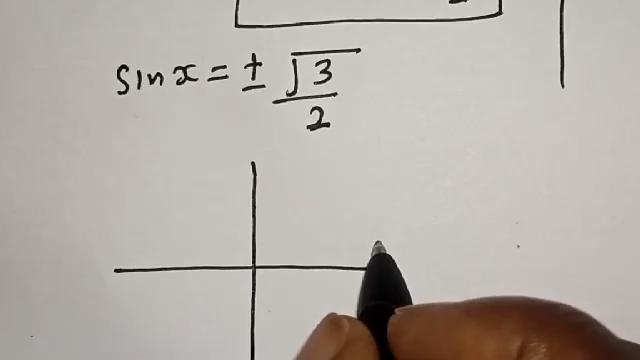 sin x = ± √3/2